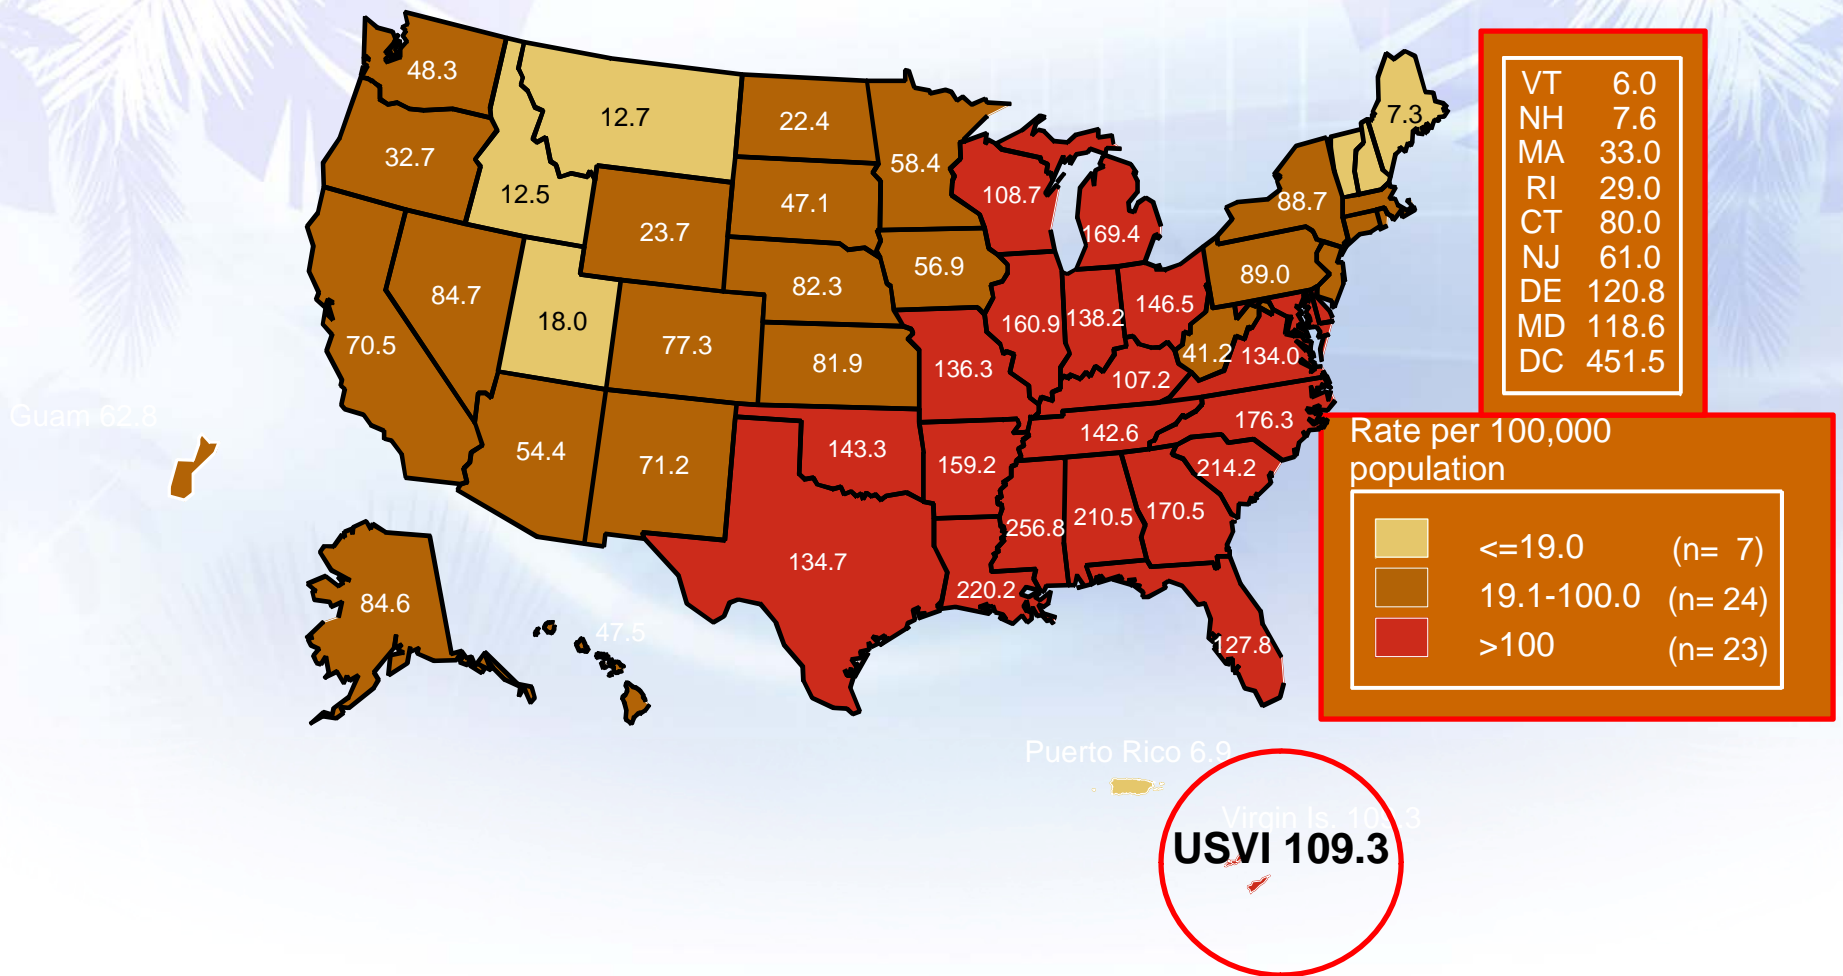 48.3
12.7
22.4
58.4
32.7
12.5
47.1
108.7
169.4
88.7
7.3
23.7
84.7
18.0
82.3
56.9
89.0
70.5
77.3
81.9
136.3
160.9
138.2
146.5
41.2
134.0
107.2
54.4
71.2
143.3
159.2
142.6
176.3
214.2
134.7
220.2
256.8
210.5
170.5
127.8
Guam 62.8
84.6
47.5
VT 6.0
NH 7.6
MA 33.0
RI 29.0
CT 80.0
NJ 61.0
DE 120.8
MD 118.6
DC 451.5
Rate per 100,000
population
<=19.0 (n= 7)
19.1-100.0 (n= 24)
>100 (n= 23)
Puerto Rico 6.9
Virgin Is. 109.3
USVI 109.3